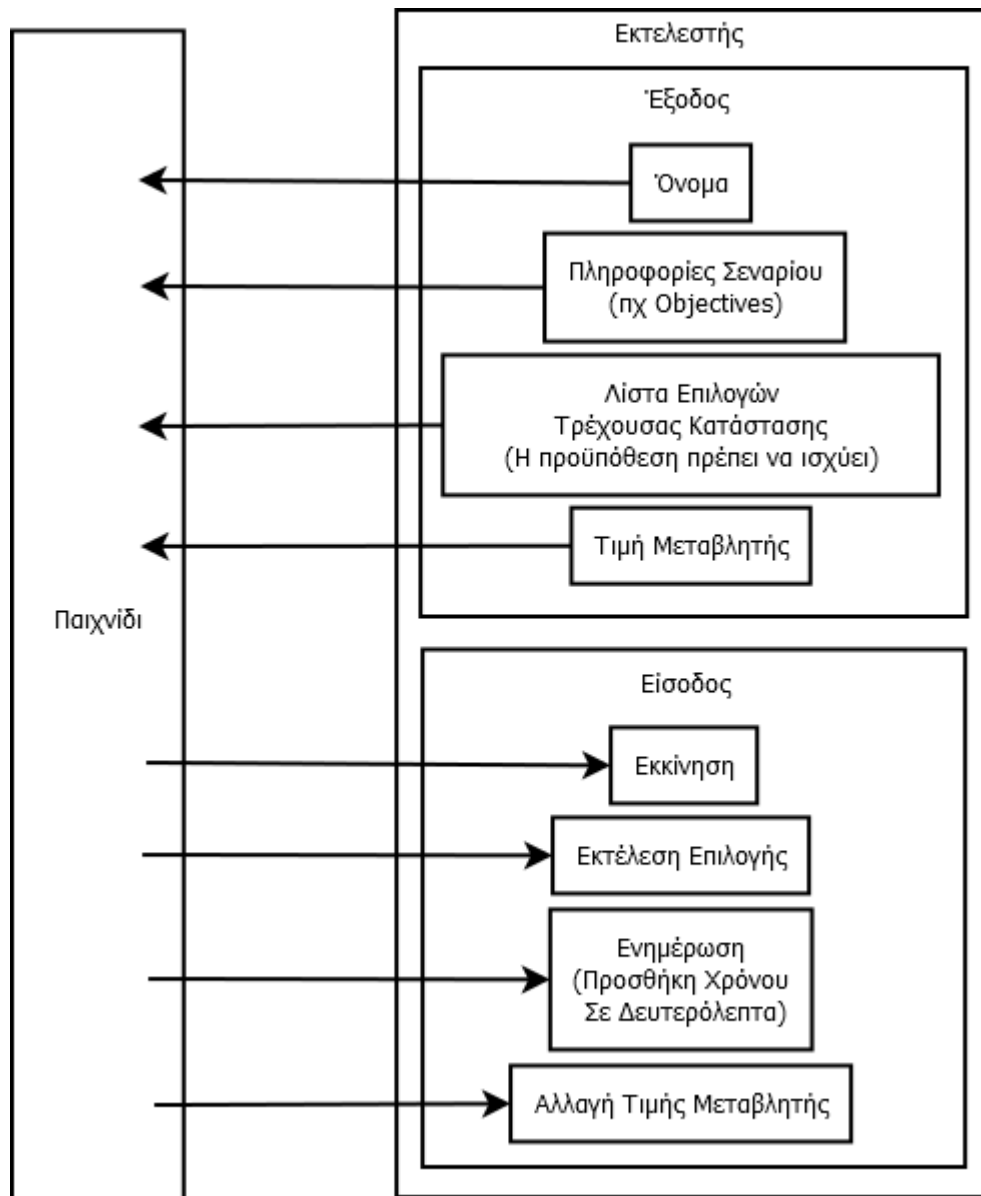 Εκτελεστής
Έξοδος
Όνομα
Πληροφορίες Σεναρίου
(πχ Objectives)
Λίστα Επιλογών
Τρέχουσας Κατάστασης
(Η προϋπόθεση πρέπει να ισχύει)
Τιμή Μεταβλητής
Παιχνίδι
Είσοδος
Εκκίνηση
Εκτέλεση Επιλογής
Ενημέρωση
(Προσθήκη Χρόνου
Σε Δευτερόλεπτα)
Αλλαγή Τιμής Μεταβλητής